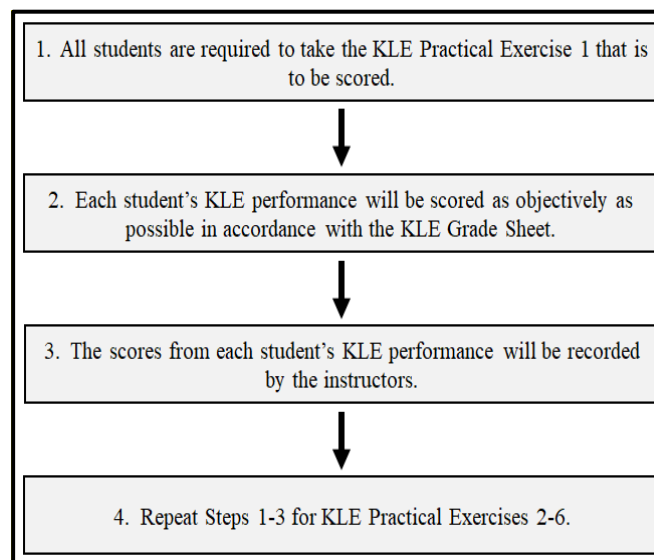 1. All students are required to take the KLE Practical Exercise 1 that is
to be scored.
2. Each student’s KLE performance will be scored as objectively as
possible in accordance with the KLE Grade Sheet.
3. The scores from each student’s KLE performance will be recorded
by the instructors.
4. Repeat Steps 1-3 for KLE Practical Exercises 2-6.